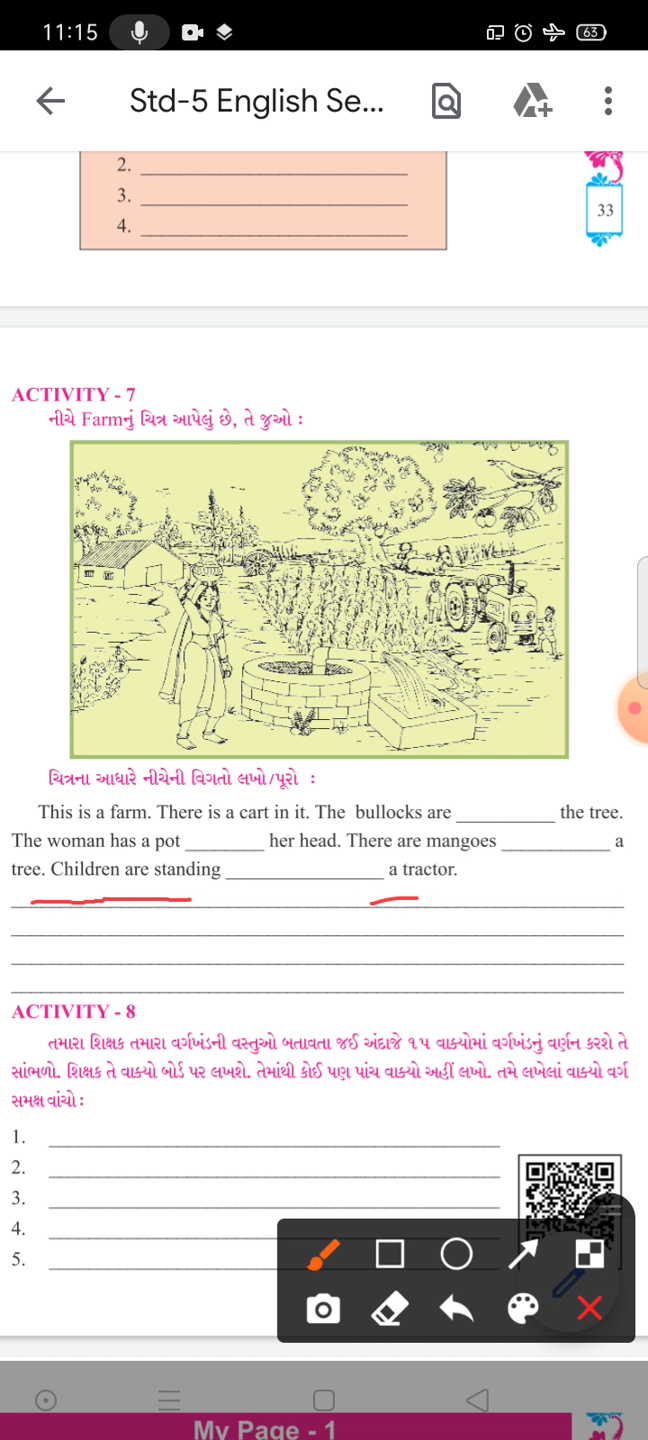 11:15
63
Std-5 English Se...
2.
3.
4.
33
ACTIVITY - 7
નીચે Farmનું ચિત્ર આપેલું છે, તે જુઓ :
ચિત્રના આધારે નીચેની વિગતો લખો/પૂરો :
This is a farm. There is a cart in it. The bullocks are __________ the tree.
The woman has a pot ________ her head. There are mangoes ___________ a
tree. Children are standing ________________ a tractor.
ACTIVITY - 8
તમારા શિક્ષક તમારા વર્ગખંડની વસ્તુઓ બતાવતા જઈ અંદાજે ૧૫ વાક્યોમાં વર્ગખંડનું વર્ણન કરશે તે
સાંભળો. શિક્ષક તે વાક્યો બોર્ડ પર લખશે. તેમાંથી કોઈ પણ પાંચ વાક્યો અહીં લખો. તમે લખેલાં વાક્યો વર્ગ
સમક્ષ વાંચો :
1.
2.
3.
4.
5.
My Page - 1